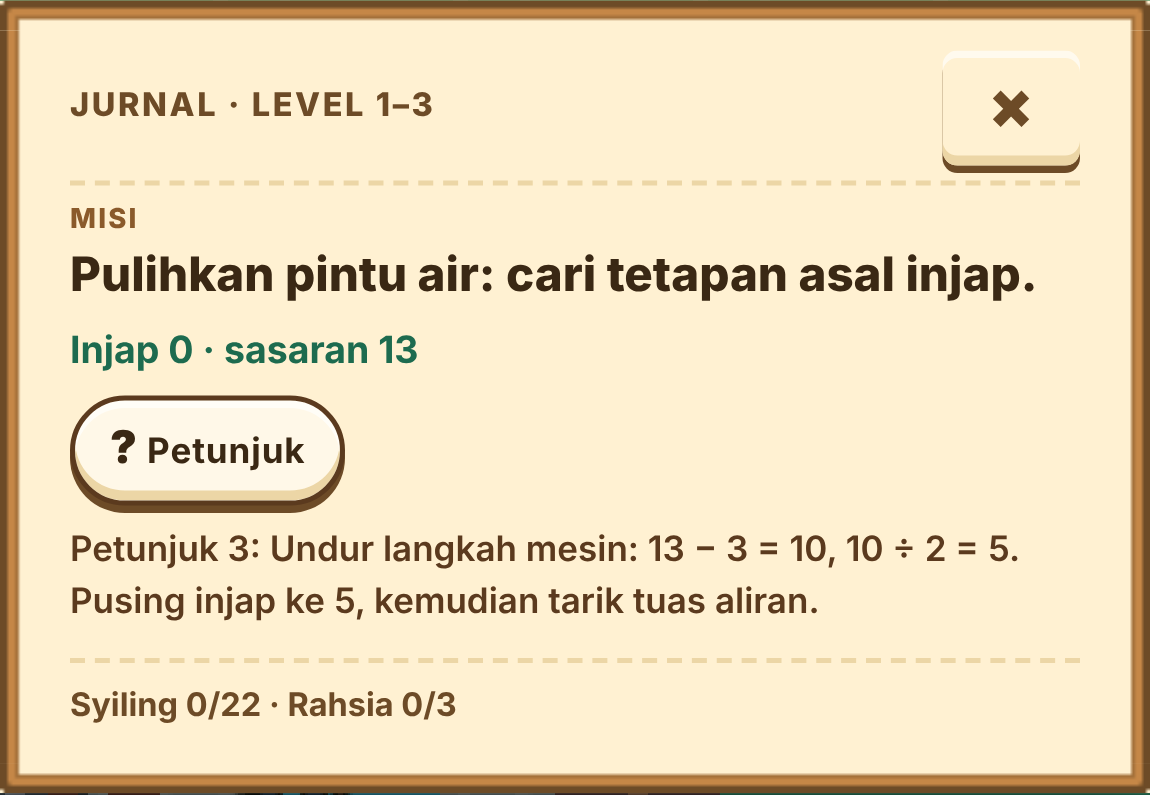 JURNAL · LEVEL 1–3
✖
MISI
Pulihkan pintu air: cari tetapan asal injap.
Injap 0 · sasaran 13
? Petunjuk
Petunjuk 3: Undur langkah mesin: 13 − 3 = 10, 10 ÷ 2 = 5.
Pusing injap ke 5, kemudian tarik tuas aliran.
Syiling 0/22 · Rahsia 0/3